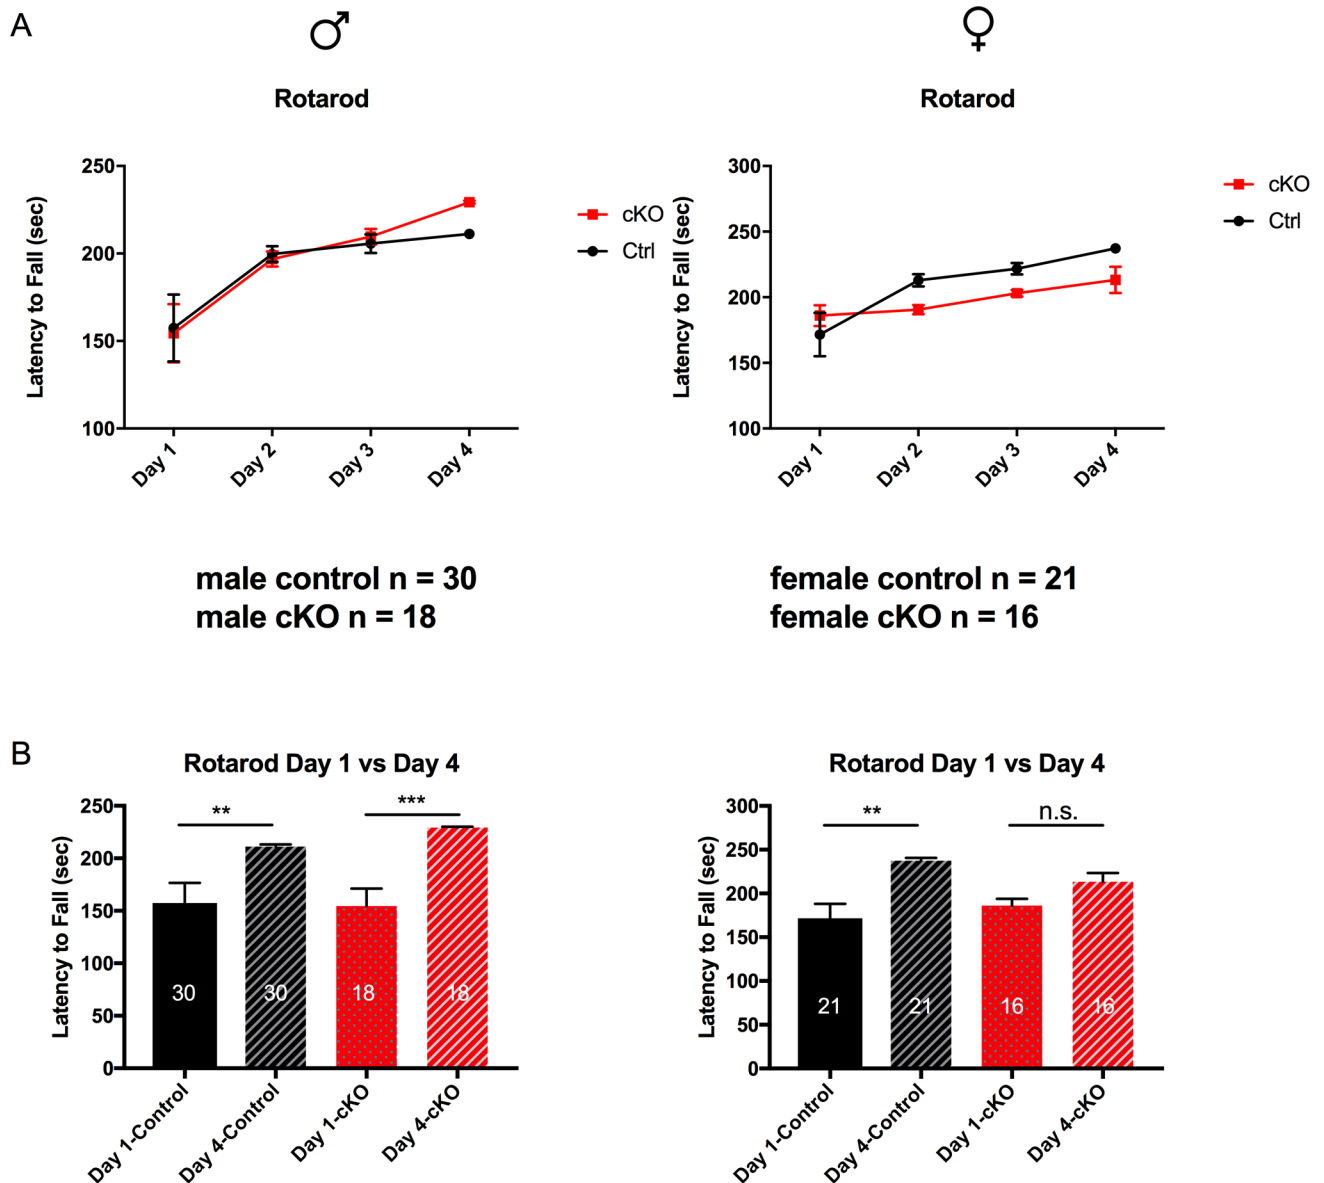 A
♂
♀
Rotarod
Rotarod
Latency to Fall (sec)
250
200
150
100
Day 1
Day 2
Day 3
Day 4
cKO
Ctrl
Latency to Fall (sec)
300
250
200
150
100
Day 1
Day 2
Day 3
Day 4
cKO
Ctrl
male control n = 30
male cKO n = 18
female control n = 21
female cKO n = 16
B
Rotarod Day 1 vs Day 4
Latency to Fall (sec)
250
200
150
100
50
0
**
***
30
30
18
18
Day 1-Control
Day 4-Control
Day 1-cKO
Day 4-cKO
Rotarod Day 1 vs Day 4
Latency to Fall (sec)
300
250
200
150
100
50
0
**
n.s.
21
21
16
16
Day 1-Control
Day 4-Control
Day 1-cKO
Day 4-cKO